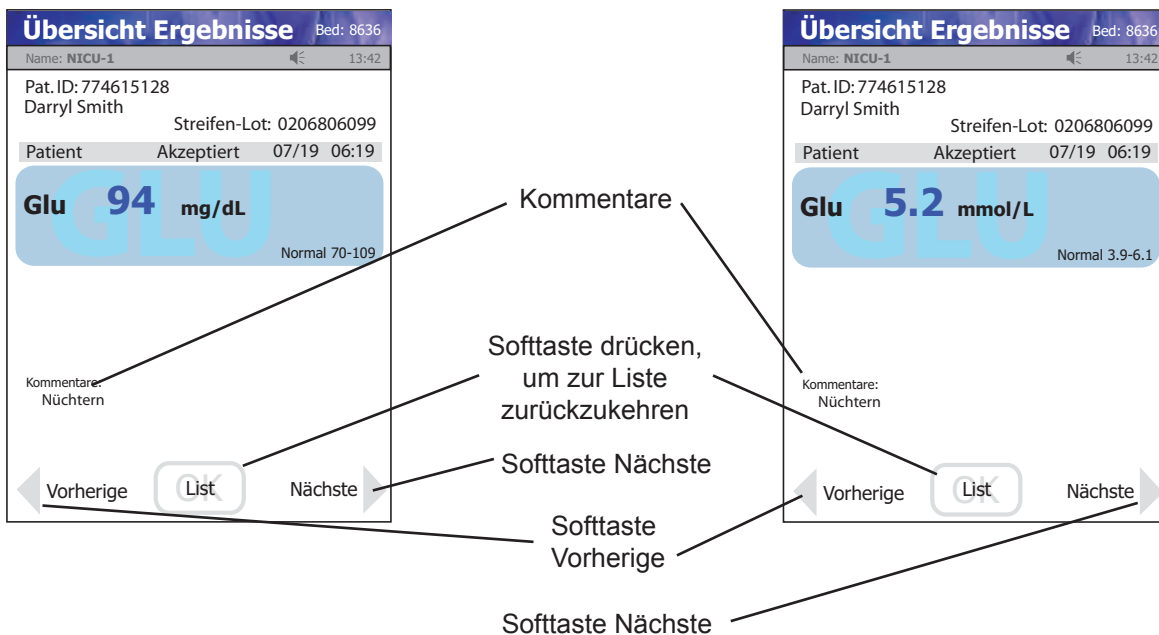 Übersicht Ergebnisse Bed: 8636
Name: NICU-1 13:42
Pat. ID: 774615128
Darryl Smith
Streifen-Lot: 0206806099
Patient Akzeptiert 07/19 06:19
GLU
Glu 94 mg/dL
Normal 70-109
Kommentare:
Nüchtern
Vorherige OK List Nächste
Kommentare
Softtaste drücken,
um zur Liste
zurückzukehren
Softtaste Nächste
Softtaste
Vorherige
Softtaste Nächste
Übersicht Ergebnisse Bed: 8636
Name: NICU-1 13:42
Pat. ID: 774615128
Darryl Smith
Streifen-Lot: 0206806099
Patient Akzeptiert 07/19 06:19
GLU
Glu 5.2 mmol/L
Normal 3.9-6.1
Kommentare:
Nüchtern
Vorherige OK List Nächste